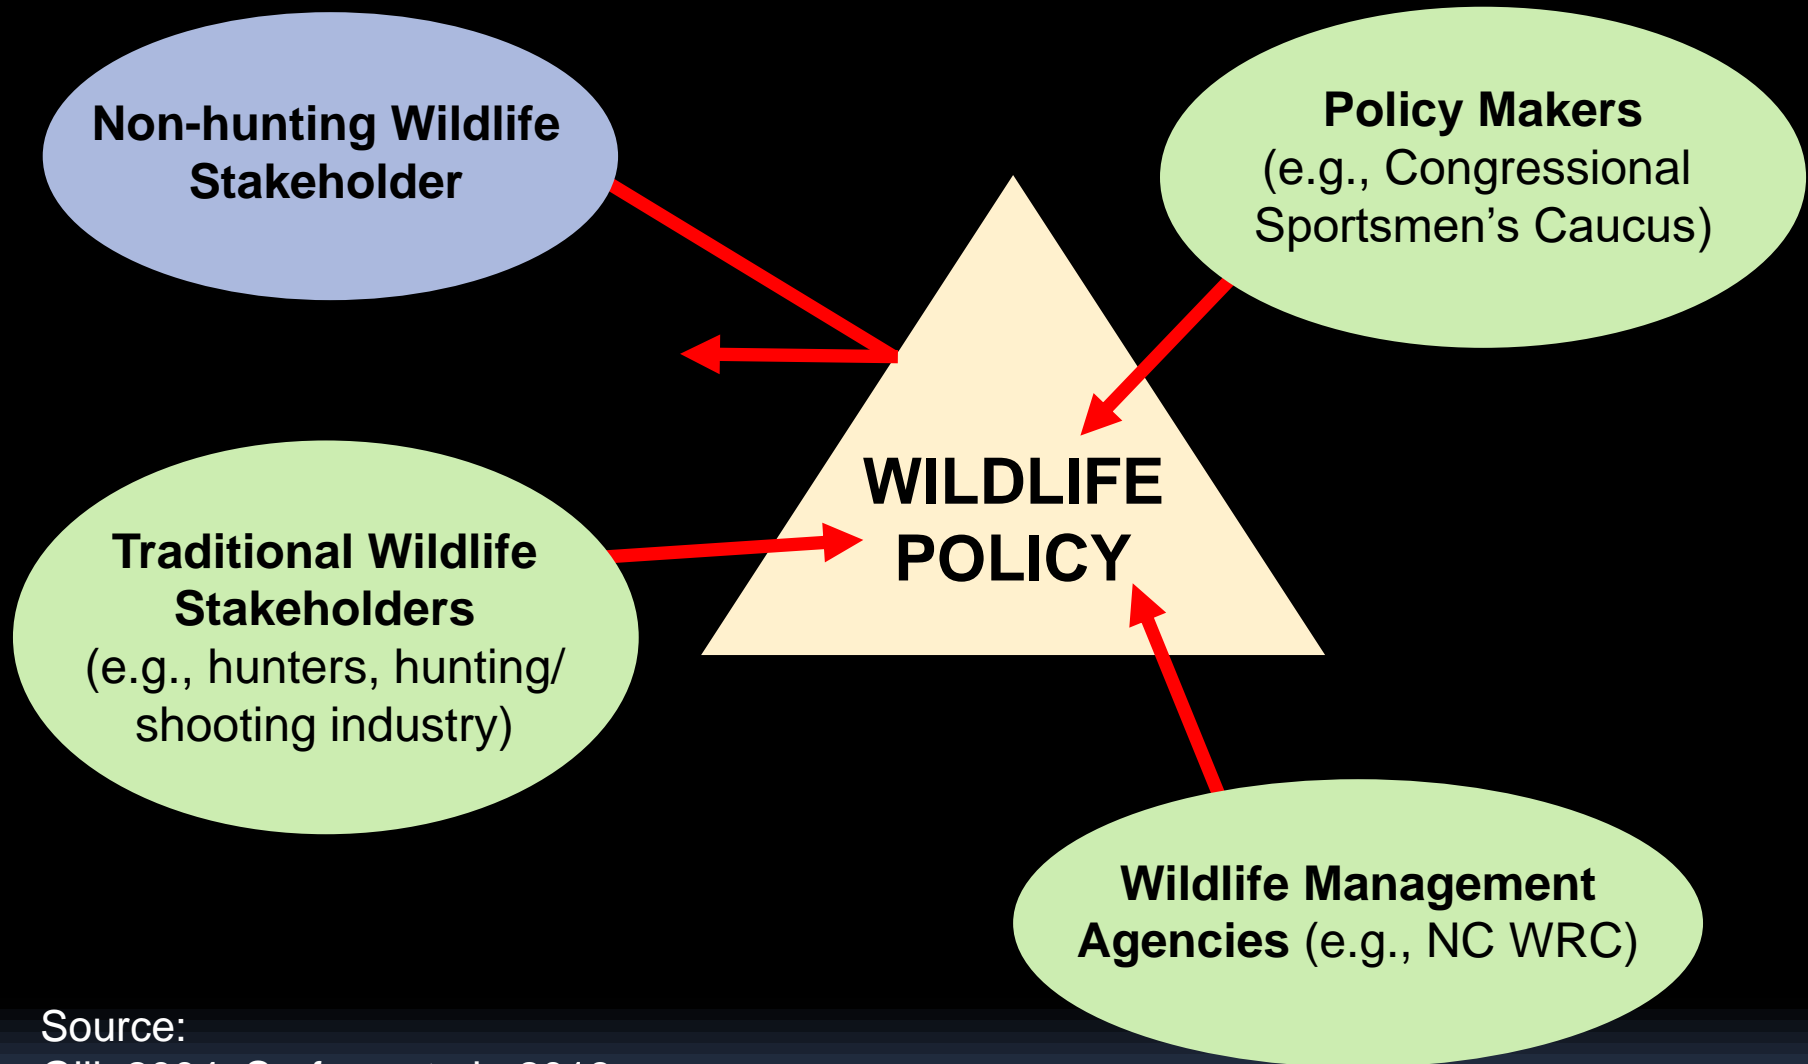 Non-hunting Wildlife
Stakeholder
Policy Makers
(e.g., Congressional
Sportsmen’s Caucus)
WILDLIFE
POLICY
Traditional Wildlife
Stakeholders
(e.g., hunters, hunting/
shooting industry)
Wildlife Management
Agencies (e.g., NC WRC)
Source: